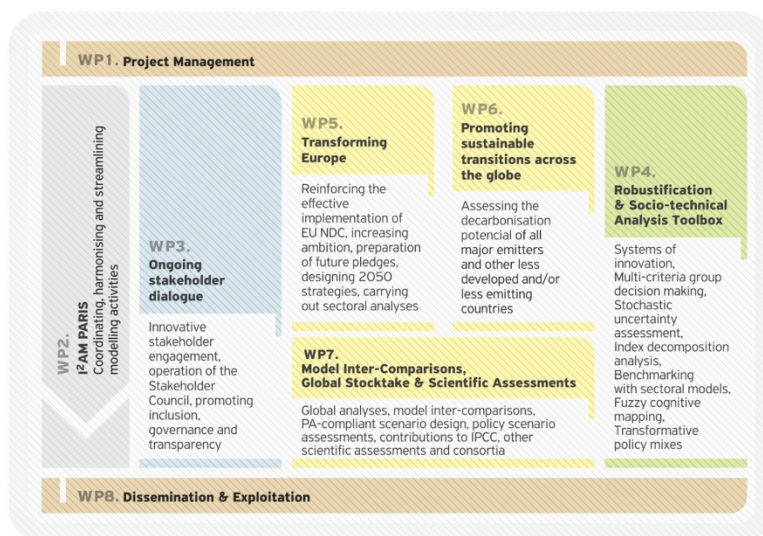 WP1. Project Management
WP2.
I²AM PARIS
Coordinating, harmonising and streamlining
modelling activities
WP3.
Ongoing
stakeholder
dialogue
Innovative
stakeholder
engagement,
operation of the
Stakeholder
Council, promoting
inclusion,
governance and
transparency
WP5.
Transforming
Europe
Reinforcing the
effective
implementation of
EU NDC, increasing
ambition, preparation
of future pledges,
designing 2050
strategies, carrying
out sectoral analyses
WP6.
Promoting
sustainable
transitions across
the globe
Assessing the
decarbonisation
potencial of all
major emitters
and other less
developed and/or
less emitting
countries
WP7.
Model Inter-Comparisons,
Global Stocktake & Scientific Assessments
Global analyses, model inter-comparisons,
PA-compliant scenario design, policy scenario
assessments, contributions to IPCC, other
scientific assessments and consortia
WP4.
Robustification
& Socio-technical
Analysis Toolbox
Systems of
innovation,
Multi-criteria group
decision making,
Stochastic
uncertainty
assessment,
Index decomposition
analysis,
Benchmarking
with sectoral models,
Fuzzy cognitive
mapping,
Transformative
policy mixes
WP8. Dissemination & Exploitation